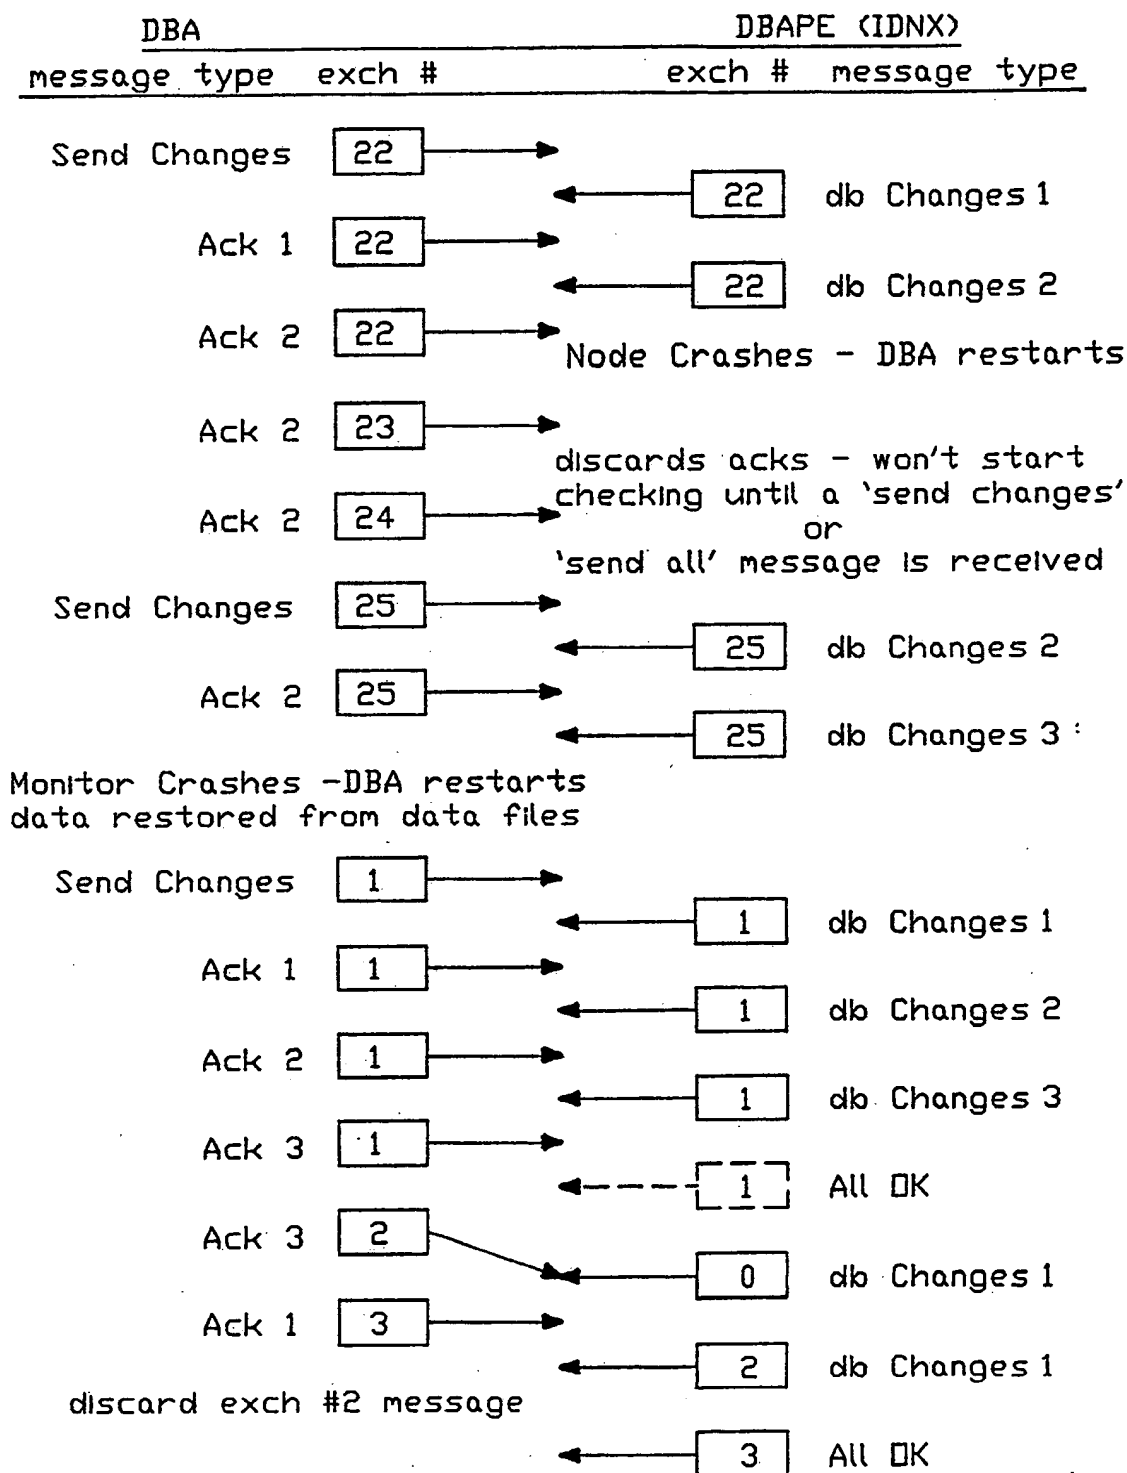 DBA DBAPE (IDNX)
message type exch # exch # message type
Send Changes 22
22 db Changes 1
Ack 1 22
22 db Changes 2
Ack 2 22
Node Crashes - DBA restarts
Ack 2 23
discards acks - won't start
checking until a 'send changes'
Ack 2 24
or
'send all' message is received
Send Changes 25
25 db Changes 2
Ack 2 25
25 db Changes 3
Monitor Crashes -DBA restarts
data restored from data files
Send Changes 1
1 db Changes 1
Ack 1 1
1 db Changes 2
Ack 2 1
1 db Changes 3
Ack 3 1
1 All OK
Ack 3 2
0 db Changes 1
Ack 1 3
2 db Changes 1
discard exch #2 message
3 All OK